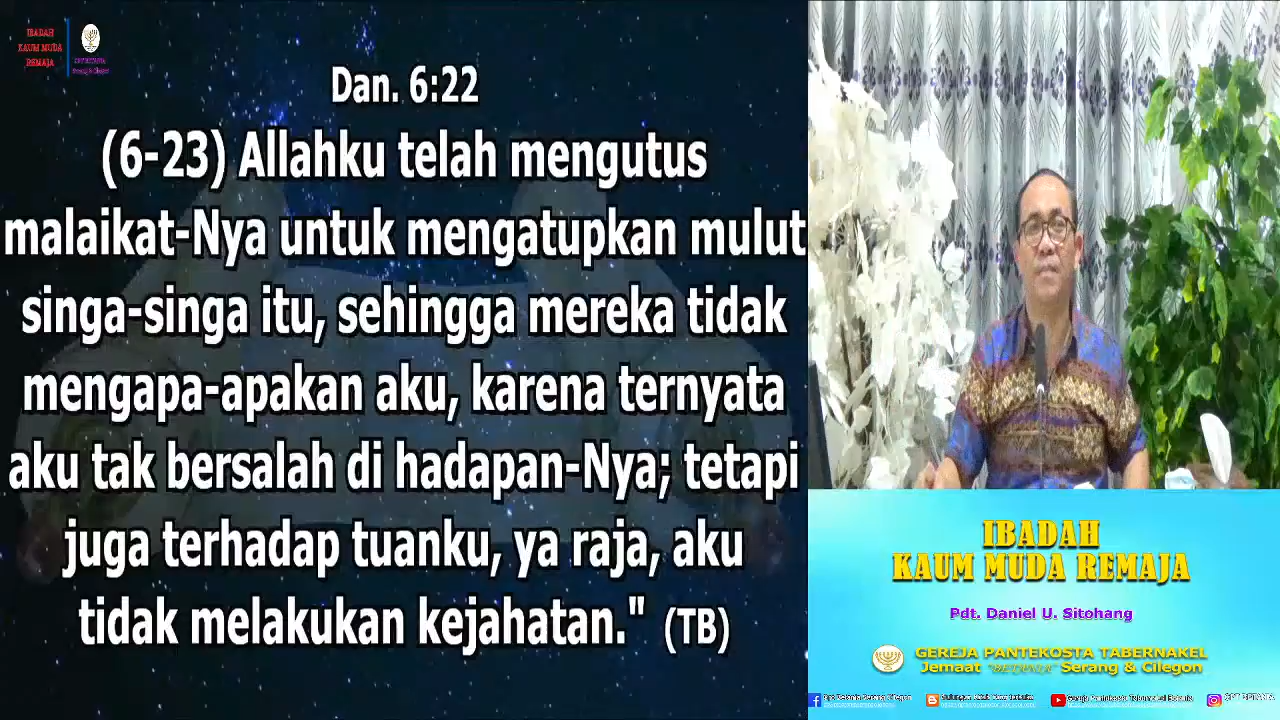 IBADAH
KAUM MUDA
REMAJA
Dan. 6:22
(6-23) Allahku telah mengutus
malaikat-Nya untuk mengatupkan mulut
singa-singa itu, sehingga mereka tidak
mengapa-apakan aku, karena ternyata
aku tak bersalah di hadapan-Nya; tetapi
juga terhadap tuanku, ya raja, aku
tidak melakukan kejahatan." (TB)
IBADAH
KAUM MUDA REMAJA
Pdt. Daniel U. Sitohang
GEREJA PANTEKOSTA TABERNAKEL
Jemaat "BETANIA" Serang & Cilegon